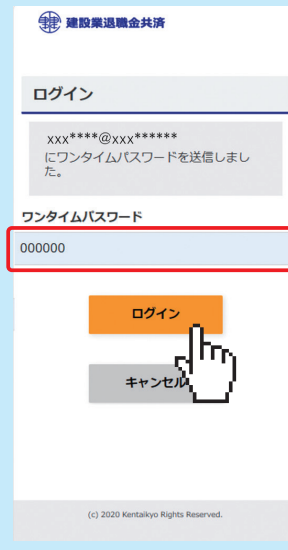 建設業退職金共済
ログイン
xxx****@xxx******
にワンタイムパスワードを送信しまし
た。
ワンタイムパスワード
000000
ログイン
キャンセル
(c) 2020 Kentaikyo Rights Reserved.